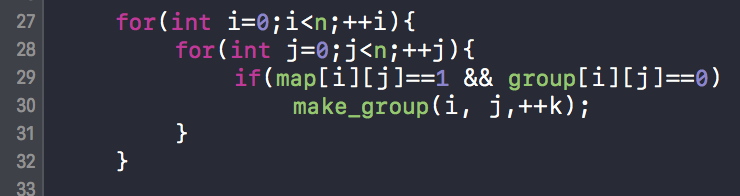 27 for(int i=0;i<n;++i){
28 for(int j=0;j<n;++j){
29 if(map[i][j]==1 && group[i][j]==0)
30 make_group(i, j,++k);
31 }
32 }
33